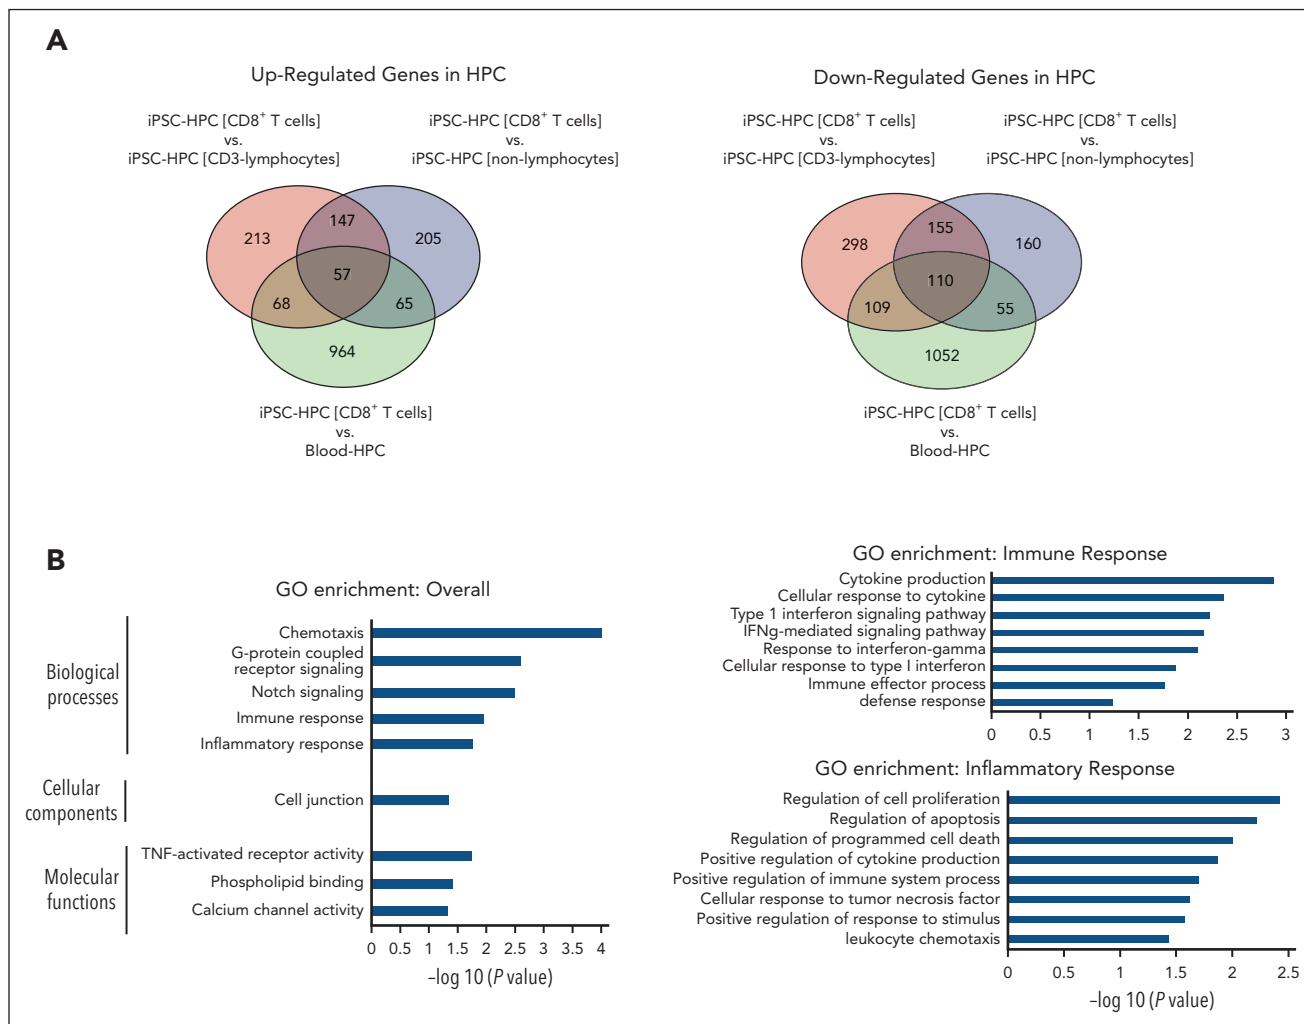 A
Up-Regulated Genes in HPC
iPSC-HPC [CD8+ T cells]
vs.
iPSC-HPC [CD3-lymphocytes]
iPSC-HPC [CD8+ T cells]
vs.
iPSC-HPC [non-lymphocytes]
213
147
205
57
68
65
964
iPSC-HPC [CD8+ T cells]
vs.
Blood-HPC
Down-Regulated Genes in HPC
iPSC-HPC [CD8+ T cells]
vs.
iPSC-HPC [CD3-lymphocytes]
iPSC-HPC [CD8+ T cells]
vs.
iPSC-HPC [non-lymphocytes]
298
155
160
110
109
55
1052
iPSC-HPC [CD8+ T cells]
vs.
Blood-HPC
B
GO enrichment: Overall
Biological
processes
Chemotaxis
G-protein coupled
receptor signaling
Notch signaling
Immune response
Inflammatory response
Cellular
components
Cell junction
Molecular
functions
TNF-activated receptor activity
Phospholipid binding
Calcium channel activity
0 0.5 1 1.5 2 2.5 3 3.5 4
–log 10 (P value)
GO enrichment: Immune Response
Cytokine production
Cellular response to cytokine
Type 1 interferon signaling pathway
IFNg-mediated signaling pathway
Response to interferon-gamma
Cellular response to type I interferon
Immune effector process
defense response
0 0.5 1 1.5 2 2.5 3
GO enrichment: Inflammatory Response
Regulation of cell proliferation
Regulation of apoptosis
Regulation of programmed cell death
Positive regulation of cytokine production
Positive regulation of immune system process
Cellular response to tumor necrosis factor
Positive regulation of response to stimulus
leukocyte chemotaxis
0 0.5 1 1.5 2 2.5
–log 10 (P value)